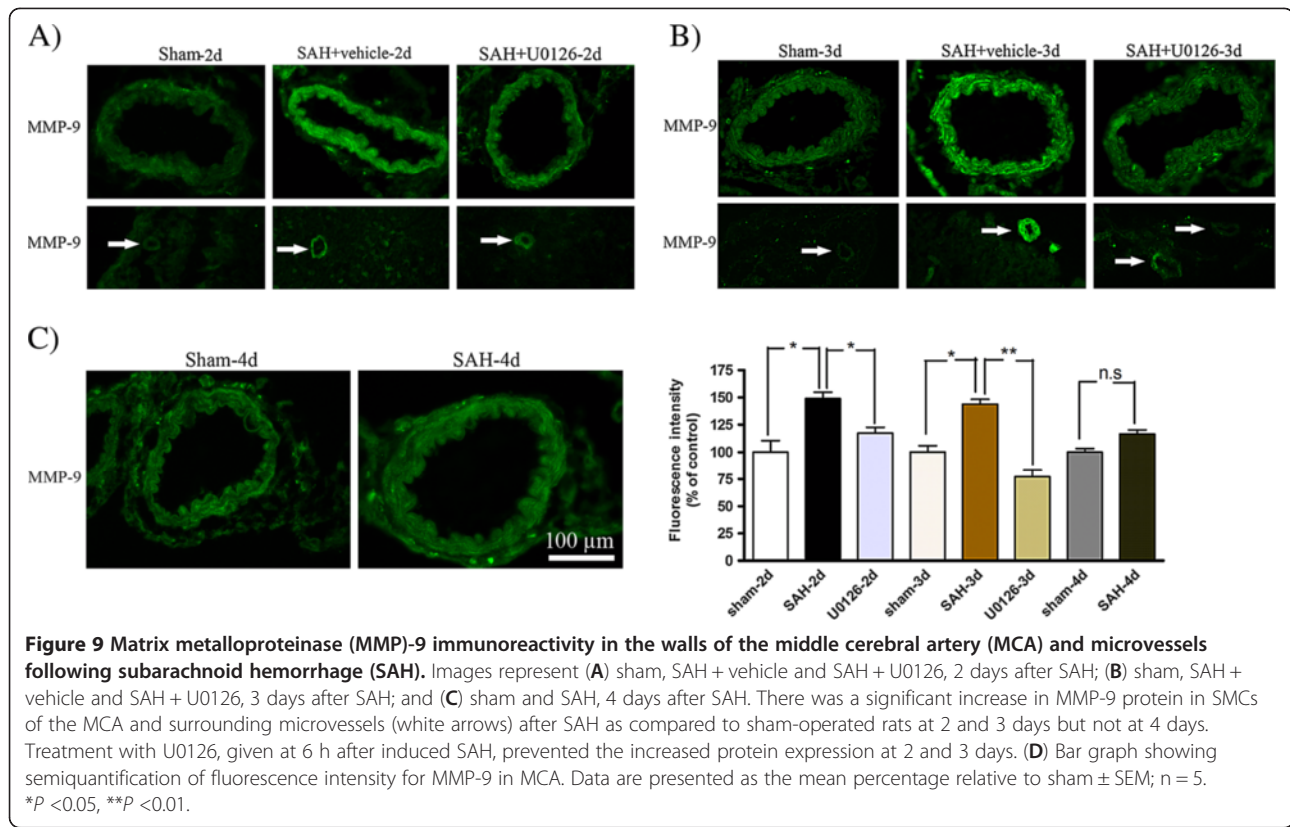 A)
Sham-2d SAH+vehicle-2d SAH+U0126-2d
MMP-9
MMP-9
B)
Sham-3d SAH+vehicle-3d SAH+U0126-3d
MMP-9
MMP-9
C)
Sham-4d SAH-4d
MMP-9
100 µm
Fluorescence intensity
(% of control)
175
150
125
100
75
50
25
0
* * * ** n.s
sham-2d SAH-2d U0126-2d sham-3d SAH-3d U0126-3d sham-4d SAH-4d
Figure 9 Matrix metalloproteinase (MMP)-9 immunoreactivity in the walls of the middle cerebral artery (MCA) and microvessels
following subarachnoid hemorrhage (SAH). Images represent (A) sham, SAH + vehicle and SAH + U0126, 2 days after SAH; (B) sham, SAH +
vehicle and SAH + U0126, 3 days after SAH; and (C) sham and SAH, 4 days after SAH. There was a significant increase in MMP-9 protein in SMCs
of the MCA and surrounding microvessels (white arrows) after SAH as compared to sham-operated rats at 2 and 3 days but not at 4 days.
Treatment with U0126, given at 6 h after induced SAH, prevented the increased protein expression at 2 and 3 days. (D) Bar graph showing
semiquantification of fluorescence intensity for MMP-9 in MCA. Data are presented as the mean percentage relative to sham ± SEM; n = 5.
*P <0.05, **P <0.01.